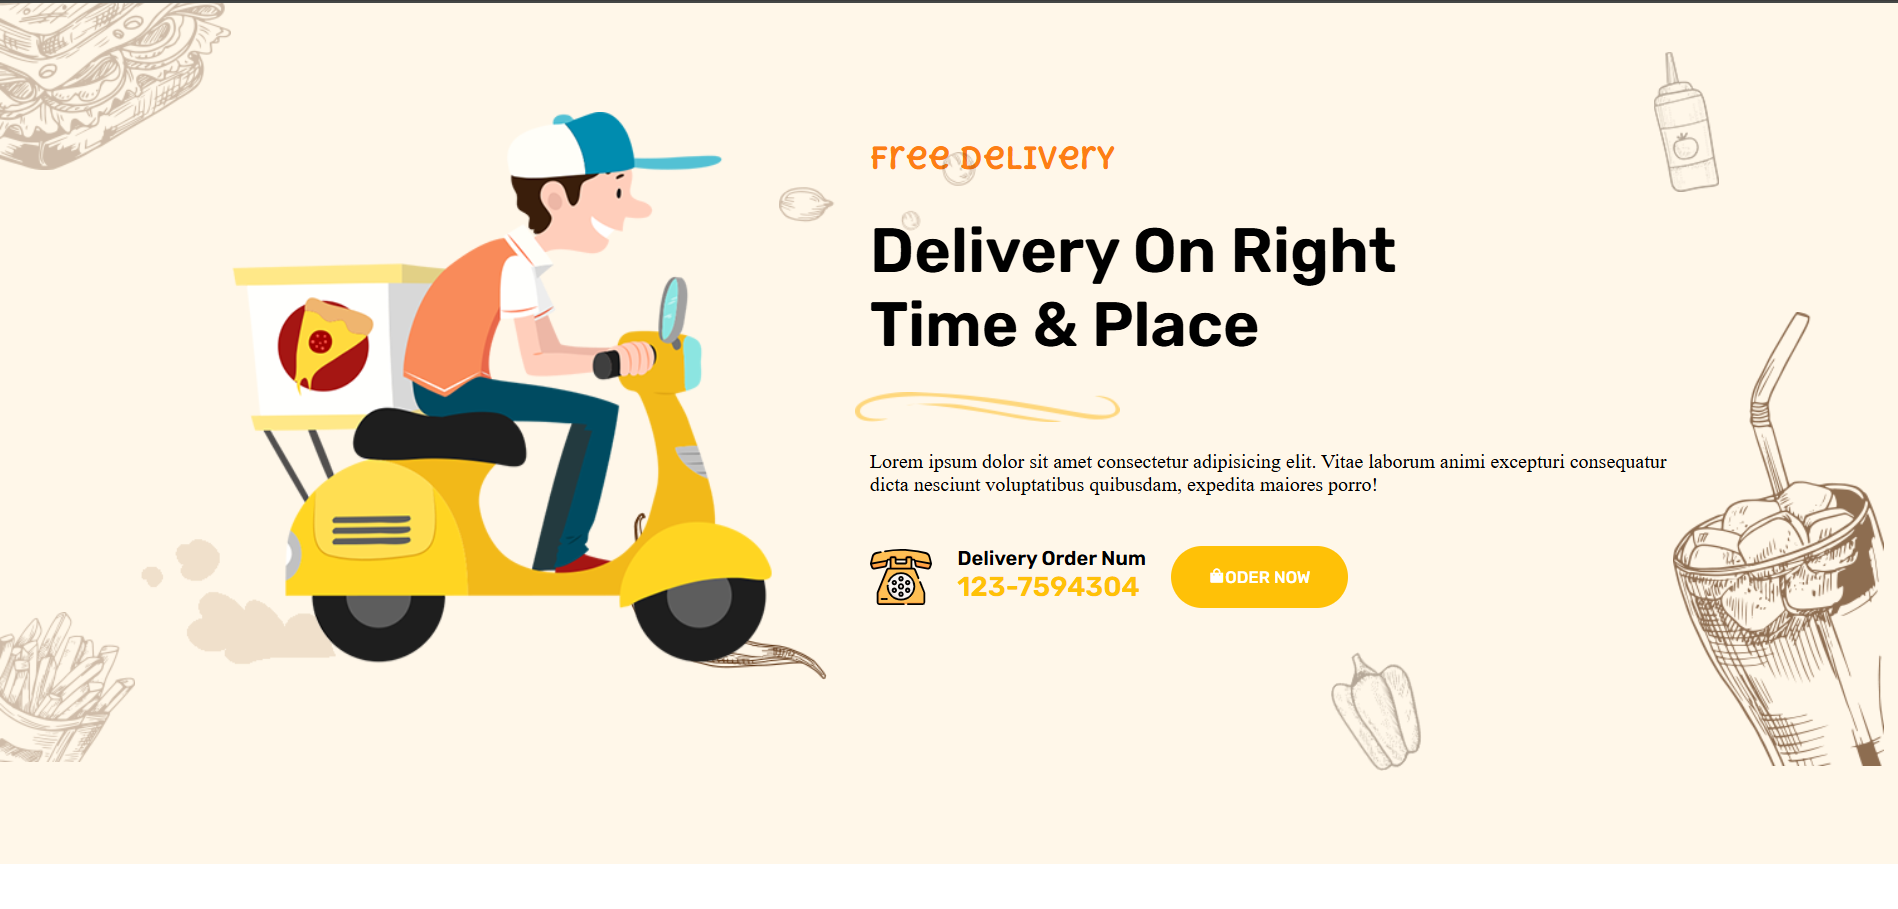 Free Delivery
Delivery On Right
Time & Place
Lorem ipsum dolor sit amet consectetur adipisicing elit. Vitae laborum animi excepturi consequatur
dicta nesciunt voluptatibus quibusdam, expedita maiores porro!
Delivery Order Num
123-7594304
ODER NOW